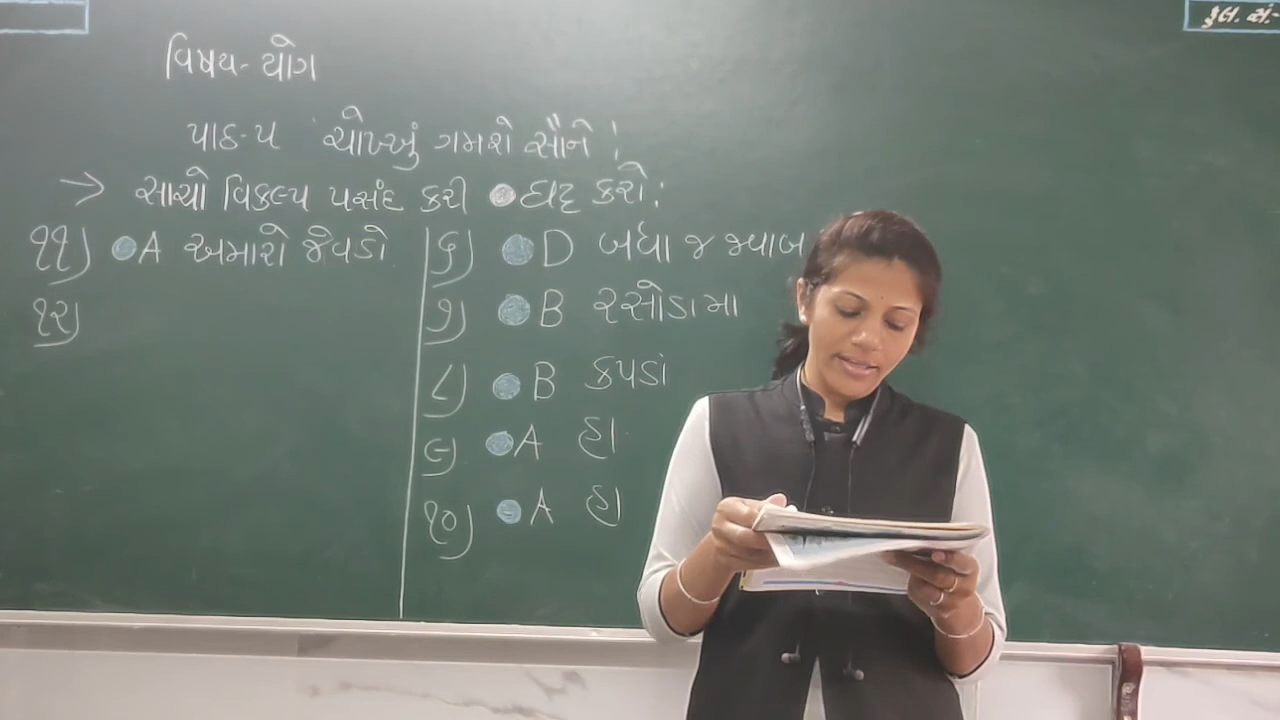 કુલ. સં.-
વિષય- યોગ
પાઠ-૫ ચોખ્ખું ગમશે સૌને !
→ સાચો વિકલ્પ પસંદ કરી ● ઘટ્ટ કરો :
૧૧) ● A અમારો જેવડો
૧૨)
૬) ● D બધા જ જવાબ
૭) ● B રસોડામા
૮) ● B કપડાં
૯) ● A હા
૧૦) ● A હા